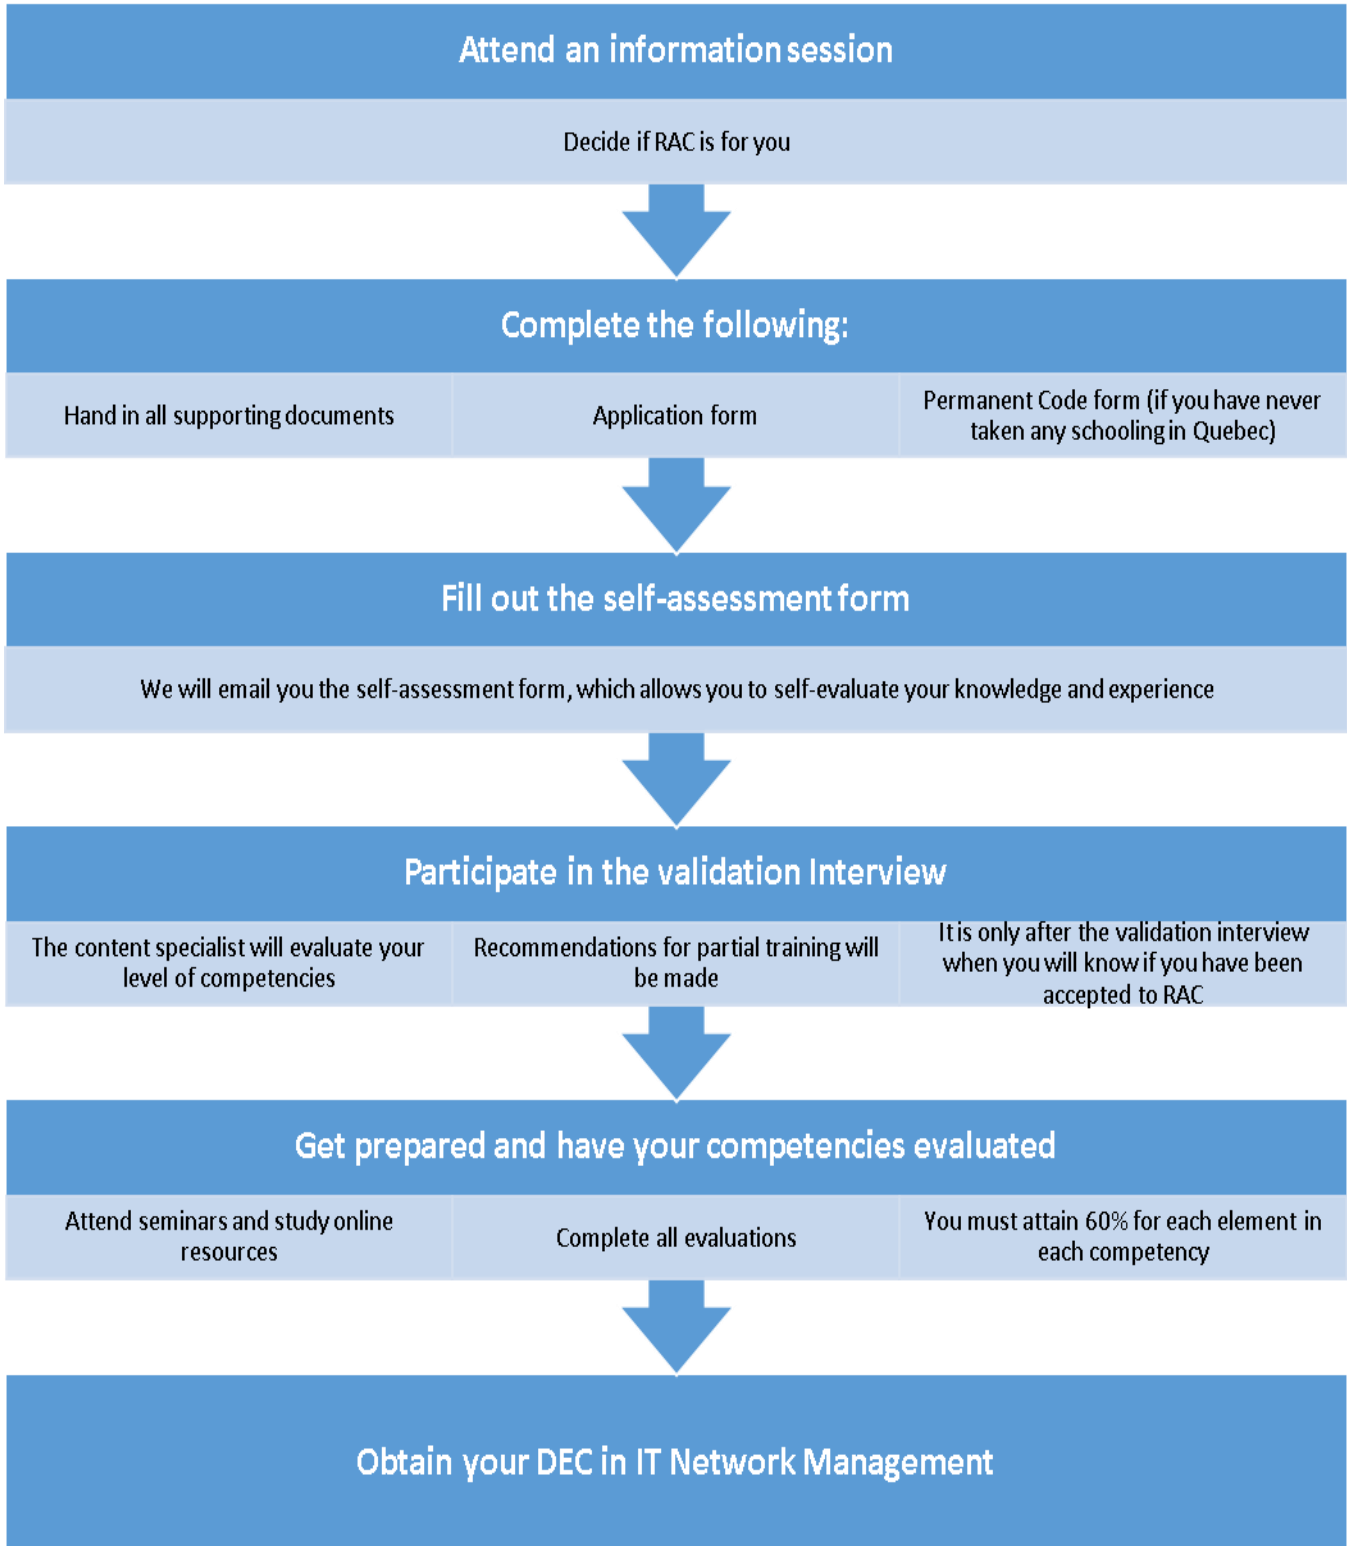 Attend an information session
Decide if RAC is for you
Complete the following:
Hand in all supporting documents
Application form
Permanent Code form (if you have never
taken any schooling in Quebec)
Fill out the self-assessment form
We will email you the self-assessment form, which allows you to self-evaluate your knowledge and experience
Participate in the validation Interview
The content specialist will evaluate your
level of competencies
Recommendations for partial training will
be made
It is only after the validation interview
when you will know if you have been
accepted to RAC
Get prepared and have your competencies evaluated
Attend seminars and study online
resources
Complete all evaluations
You must attain 60% for each element in
each competency
Obtain your DEC in IT Network Management